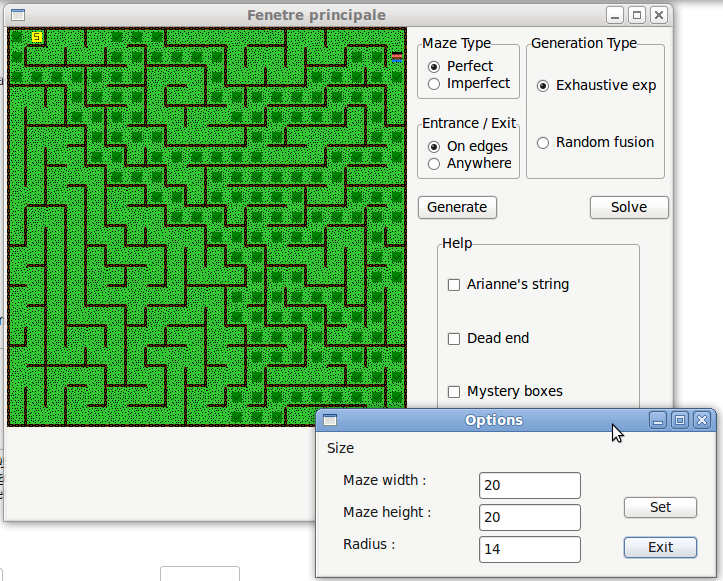 Fenetre principale
S
Maze Type
Perfect
Imperfect
Generation Type
Exhaustive exp
Random fusion
Entrance / Exit
On edges
Anywhere
Generate
Solve
Help
Arianne's string
Dead end
Mystery boxes
Options
Size
Maze width :
20
Maze height :
20
Set
Radius :
14
Exit